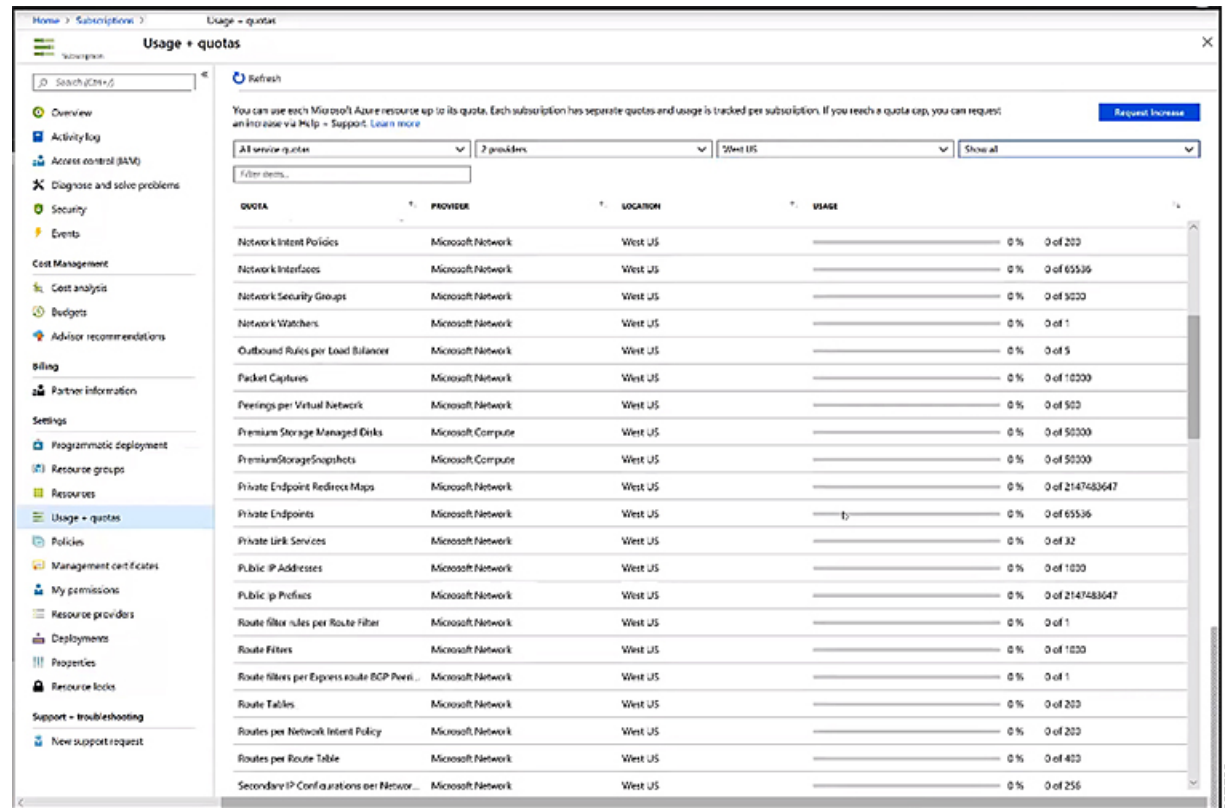 Home > Subscriptions > Usage - quotas
Usage + quotas
Subscription
Search (Ctrl+/)
«
Overview
Activity log
Access control (IAM)
Diagnose and solve problems
Security
Events
Cost Management
Cost analysis
Budgets
Advisor recommendations
Billing
Partner information
Settings
Programmatic deployment
Resource groups
Resources
Usage + quotas
Policies
Management certificates
My permissions
Resource providers
Deployments
Properties
Resource locks
Support + troubleshooting
New support request
Refresh
You can use each Microsoft Azure resource up to its quota. Each subscription has separate quotas and usage is tracked per subscription. If you reach a quota cap, you can request
an increase via Help + Support. Learn more
Request Increase
All service quotas 2 providers West US Show all
Filter items...
QUOTA PROVIDER LOCATION USAGE
Network Intent Policies Microsoft.Network West US 0 % 0 of 200
Network Interfaces Microsoft.Network West US 0 % 0 of 65536
Network Security Groups Microsoft.Network West US 0 % 0 of 5000
Network Watchers Microsoft.Network West US 0 % 0 of 1
Outbound Rules per Load Balancer Microsoft.Network West US 0 % 0 of 5
Packet Captures Microsoft.Network West US 0 % 0 of 10000
Peerings per Virtual Network Microsoft.Network West US 0 % 0 of 500
Premium Storage Managed Disks Microsoft.Compute West US 0 % 0 of 50000
PremiumStorageSnapshots Microsoft.Compute West US 0 % 0 of 50000
Private Endpoint Redirect Maps Microsoft.Network West US 0 % 0 of 2147483647
Private Endpoints Microsoft.Network West US 0 % 0 of 65536
Private Link Services Microsoft.Network West US 0 % 0 of 32
Public IP Addresses Microsoft.Network West US 0 % 0 of 1000
Public Ip Prefixes Microsoft.Network West US 0 % 0 of 2147483647
Route filter rules per Route Filter Microsoft.Network West US 0 % 0 of 1
Route Filters Microsoft.Network West US 0 % 0 of 1000
Route filters per Express route BGP Peeri... Microsoft.Network West US 0 % 0 of 1
Route Tables Microsoft.Network West US 0 % 0 of 200
Routes per Network Intent Policy Microsoft.Network West US 0 % 0 of 200
Routes per Route Table Microsoft.Network West US 0 % 0 of 400
Secondary IP Configurations per Networ... Microsoft.Network West US 0 % 0 of 256